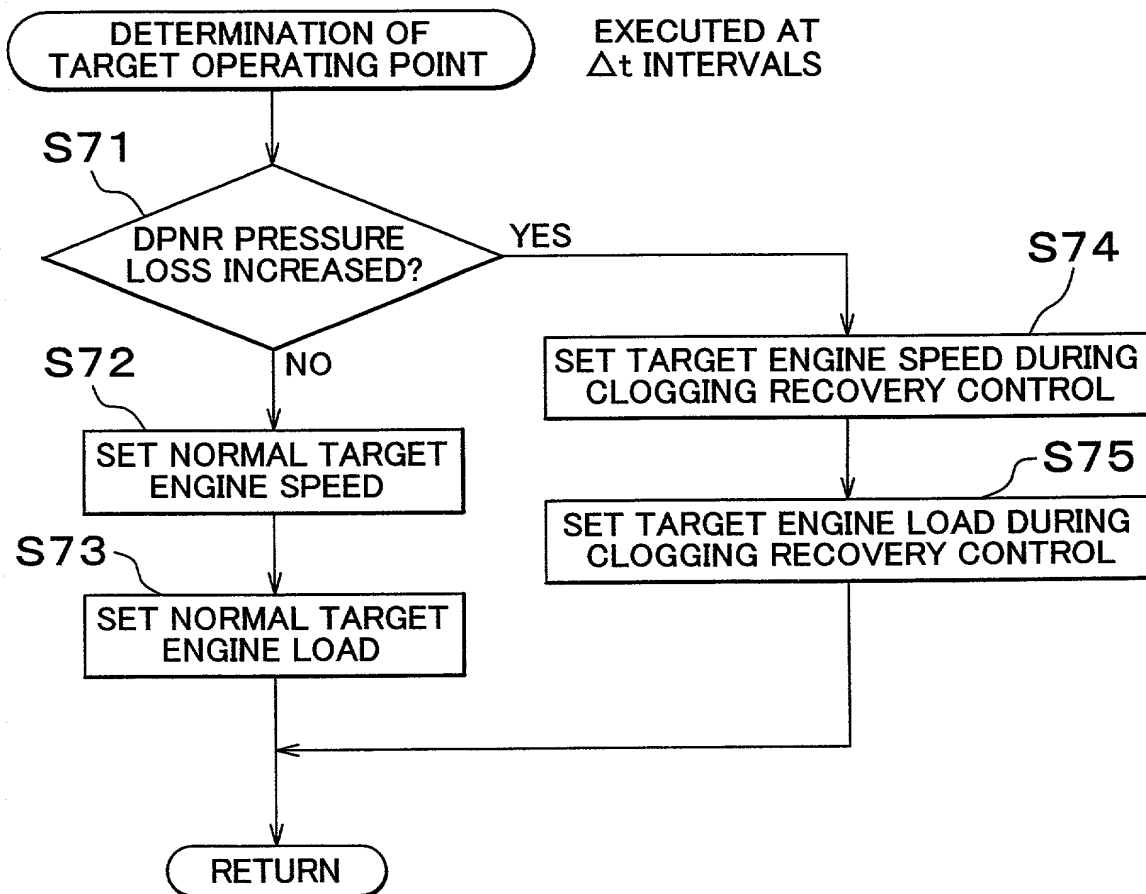 DETERMINATION OF
TARGET OPERATING POINT
EXECUTED AT
Δt INTERVALS
S71
DPNR PRESSURE
LOSS INCREASED?
YES
NO
S72
SET NORMAL TARGET
ENGINE SPEED
S73
SET NORMAL TARGET
ENGINE LOAD
S74
SET TARGET ENGINE SPEED DURING
CLOGGING RECOVERY CONTROL
S75
SET TARGET ENGINE LOAD DURING
CLOGGING RECOVERY CONTROL
RETURN